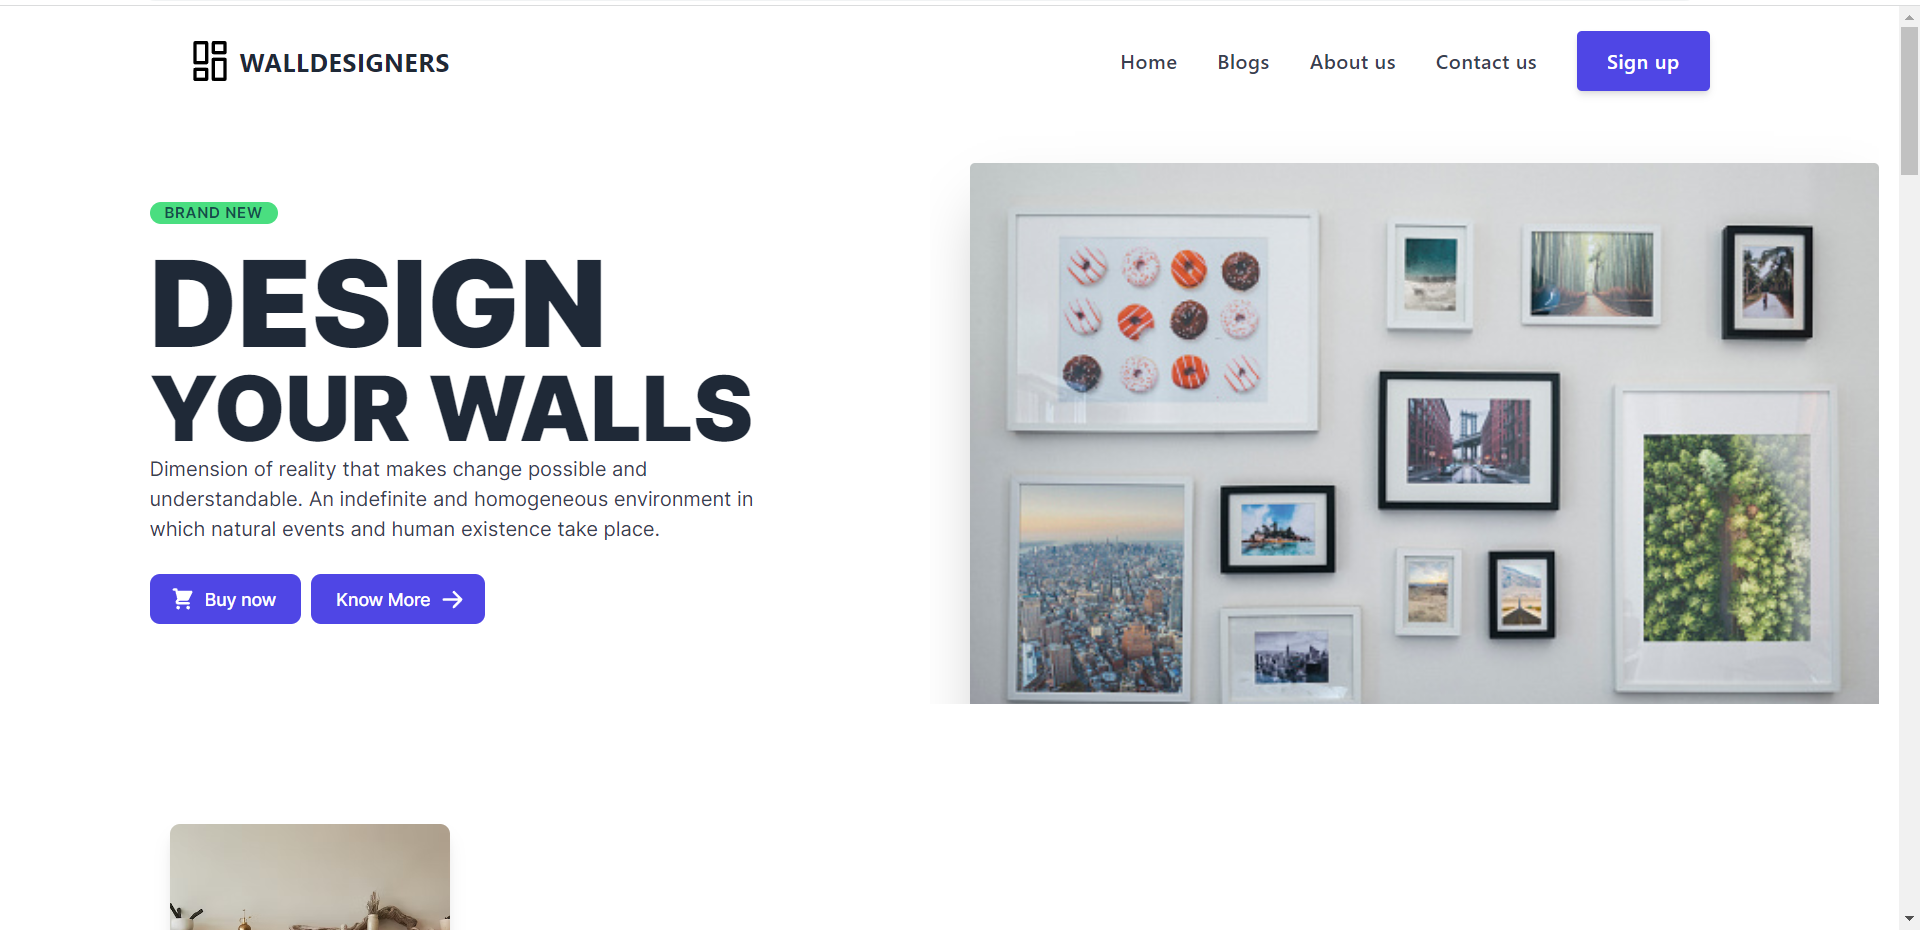 WALLDESIGNERS
Home Blogs About us Contact us Sign up
BRAND NEW
DESIGN
YOUR WALLS
Dimension of reality that makes change possible and
understandable. An indefinite and homogeneous environment in
which natural events and human existence take place.
Buy now Know More